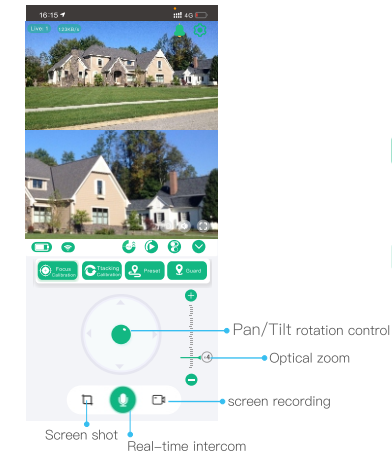 16:15
4G
Live: 1
123KB/s
Focus
Calibration
Tracking
Calibration
Preset
Guard
Pan/Tilt rotation control
Optical zoom
screen recording
Screen shot
Real-time intercom